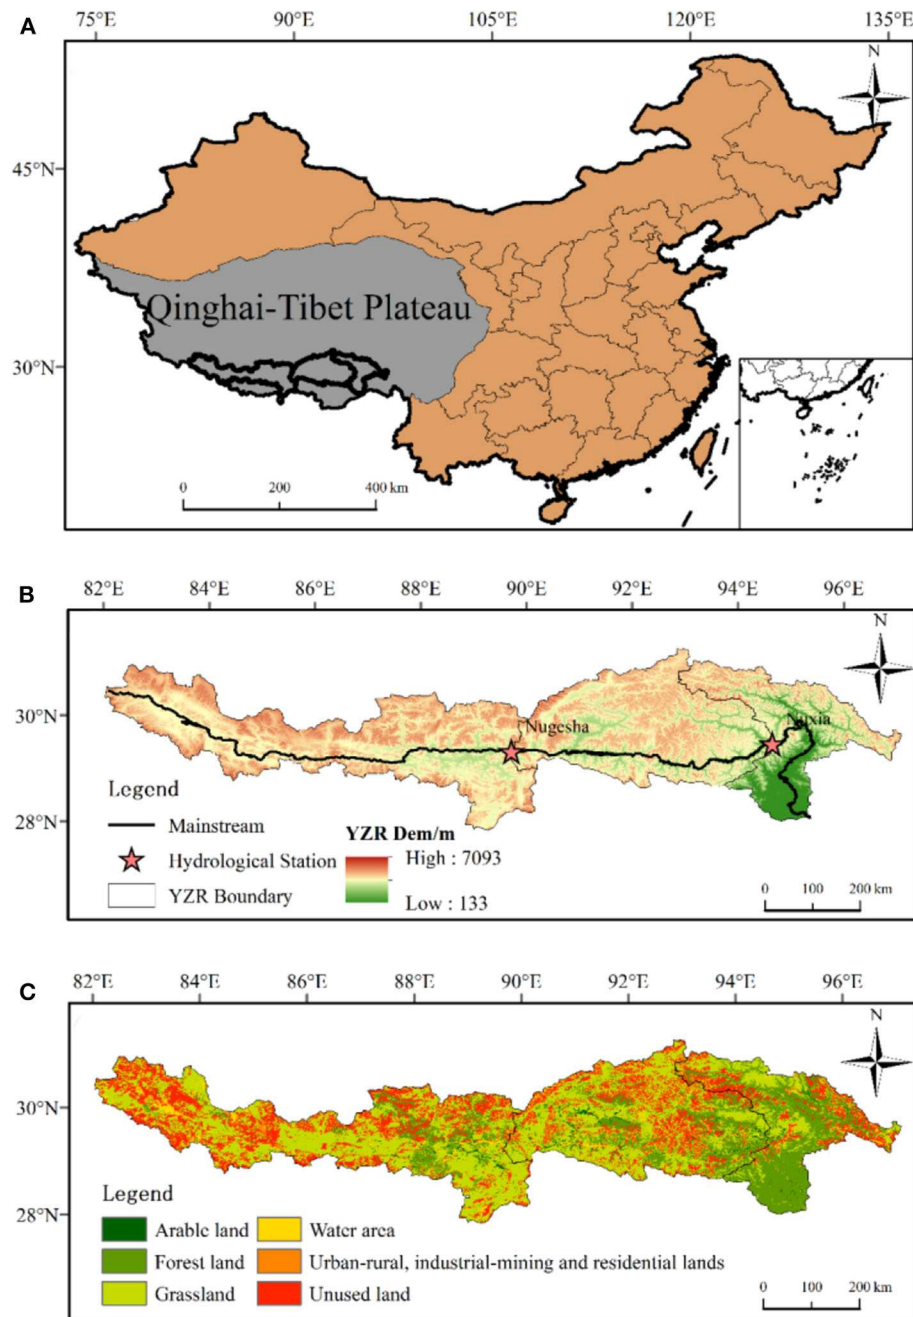 A
75°E 90°E 105°E 120°E 135°E
N
45°N
Qinghai-Tibet Plateau
30°N
0 200 400 km
B
82°E 84°E 86°E 88°E 90°E 92°E 94°E 96°E
N
30°N
Nugesha
Nuxia
Legend
28°N
Mainstream
Hydrological Station
YZR Boundary
YZR Dem/m
High : 7093
Low : 133
0 100 200 km
C
82°E 84°E 86°E 88°E 90°E 92°E 94°E 96°E
N
30°N
28°N
Legend
Arable land
Water area
Forest land
Urban-rural, industrial-mining and residential lands
Grassland
Unused land
0 100 200 km